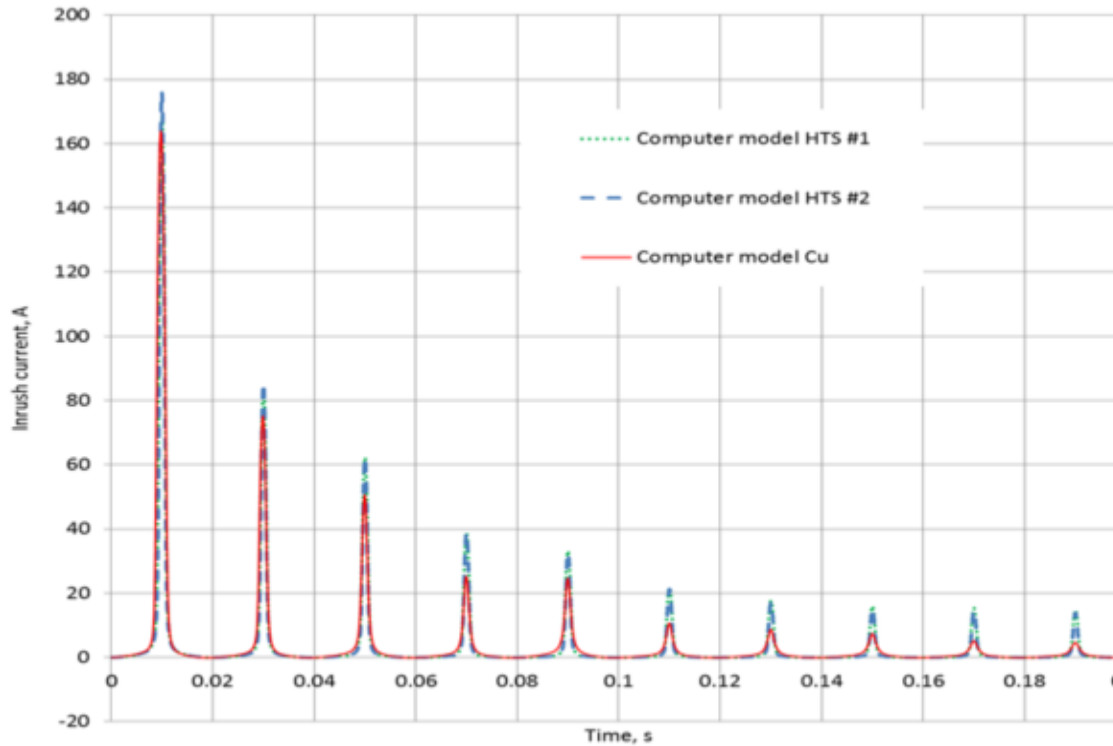 200
180
160
140
120
100
80
60
40
20
0
-20
Inrush current, A
Computer model HTS #1
Computer model HTS #2
Computer model Cu
0 0.02 0.04 0.06 0.08 0.1 0.12 0.14 0.16 0.18
Time, s